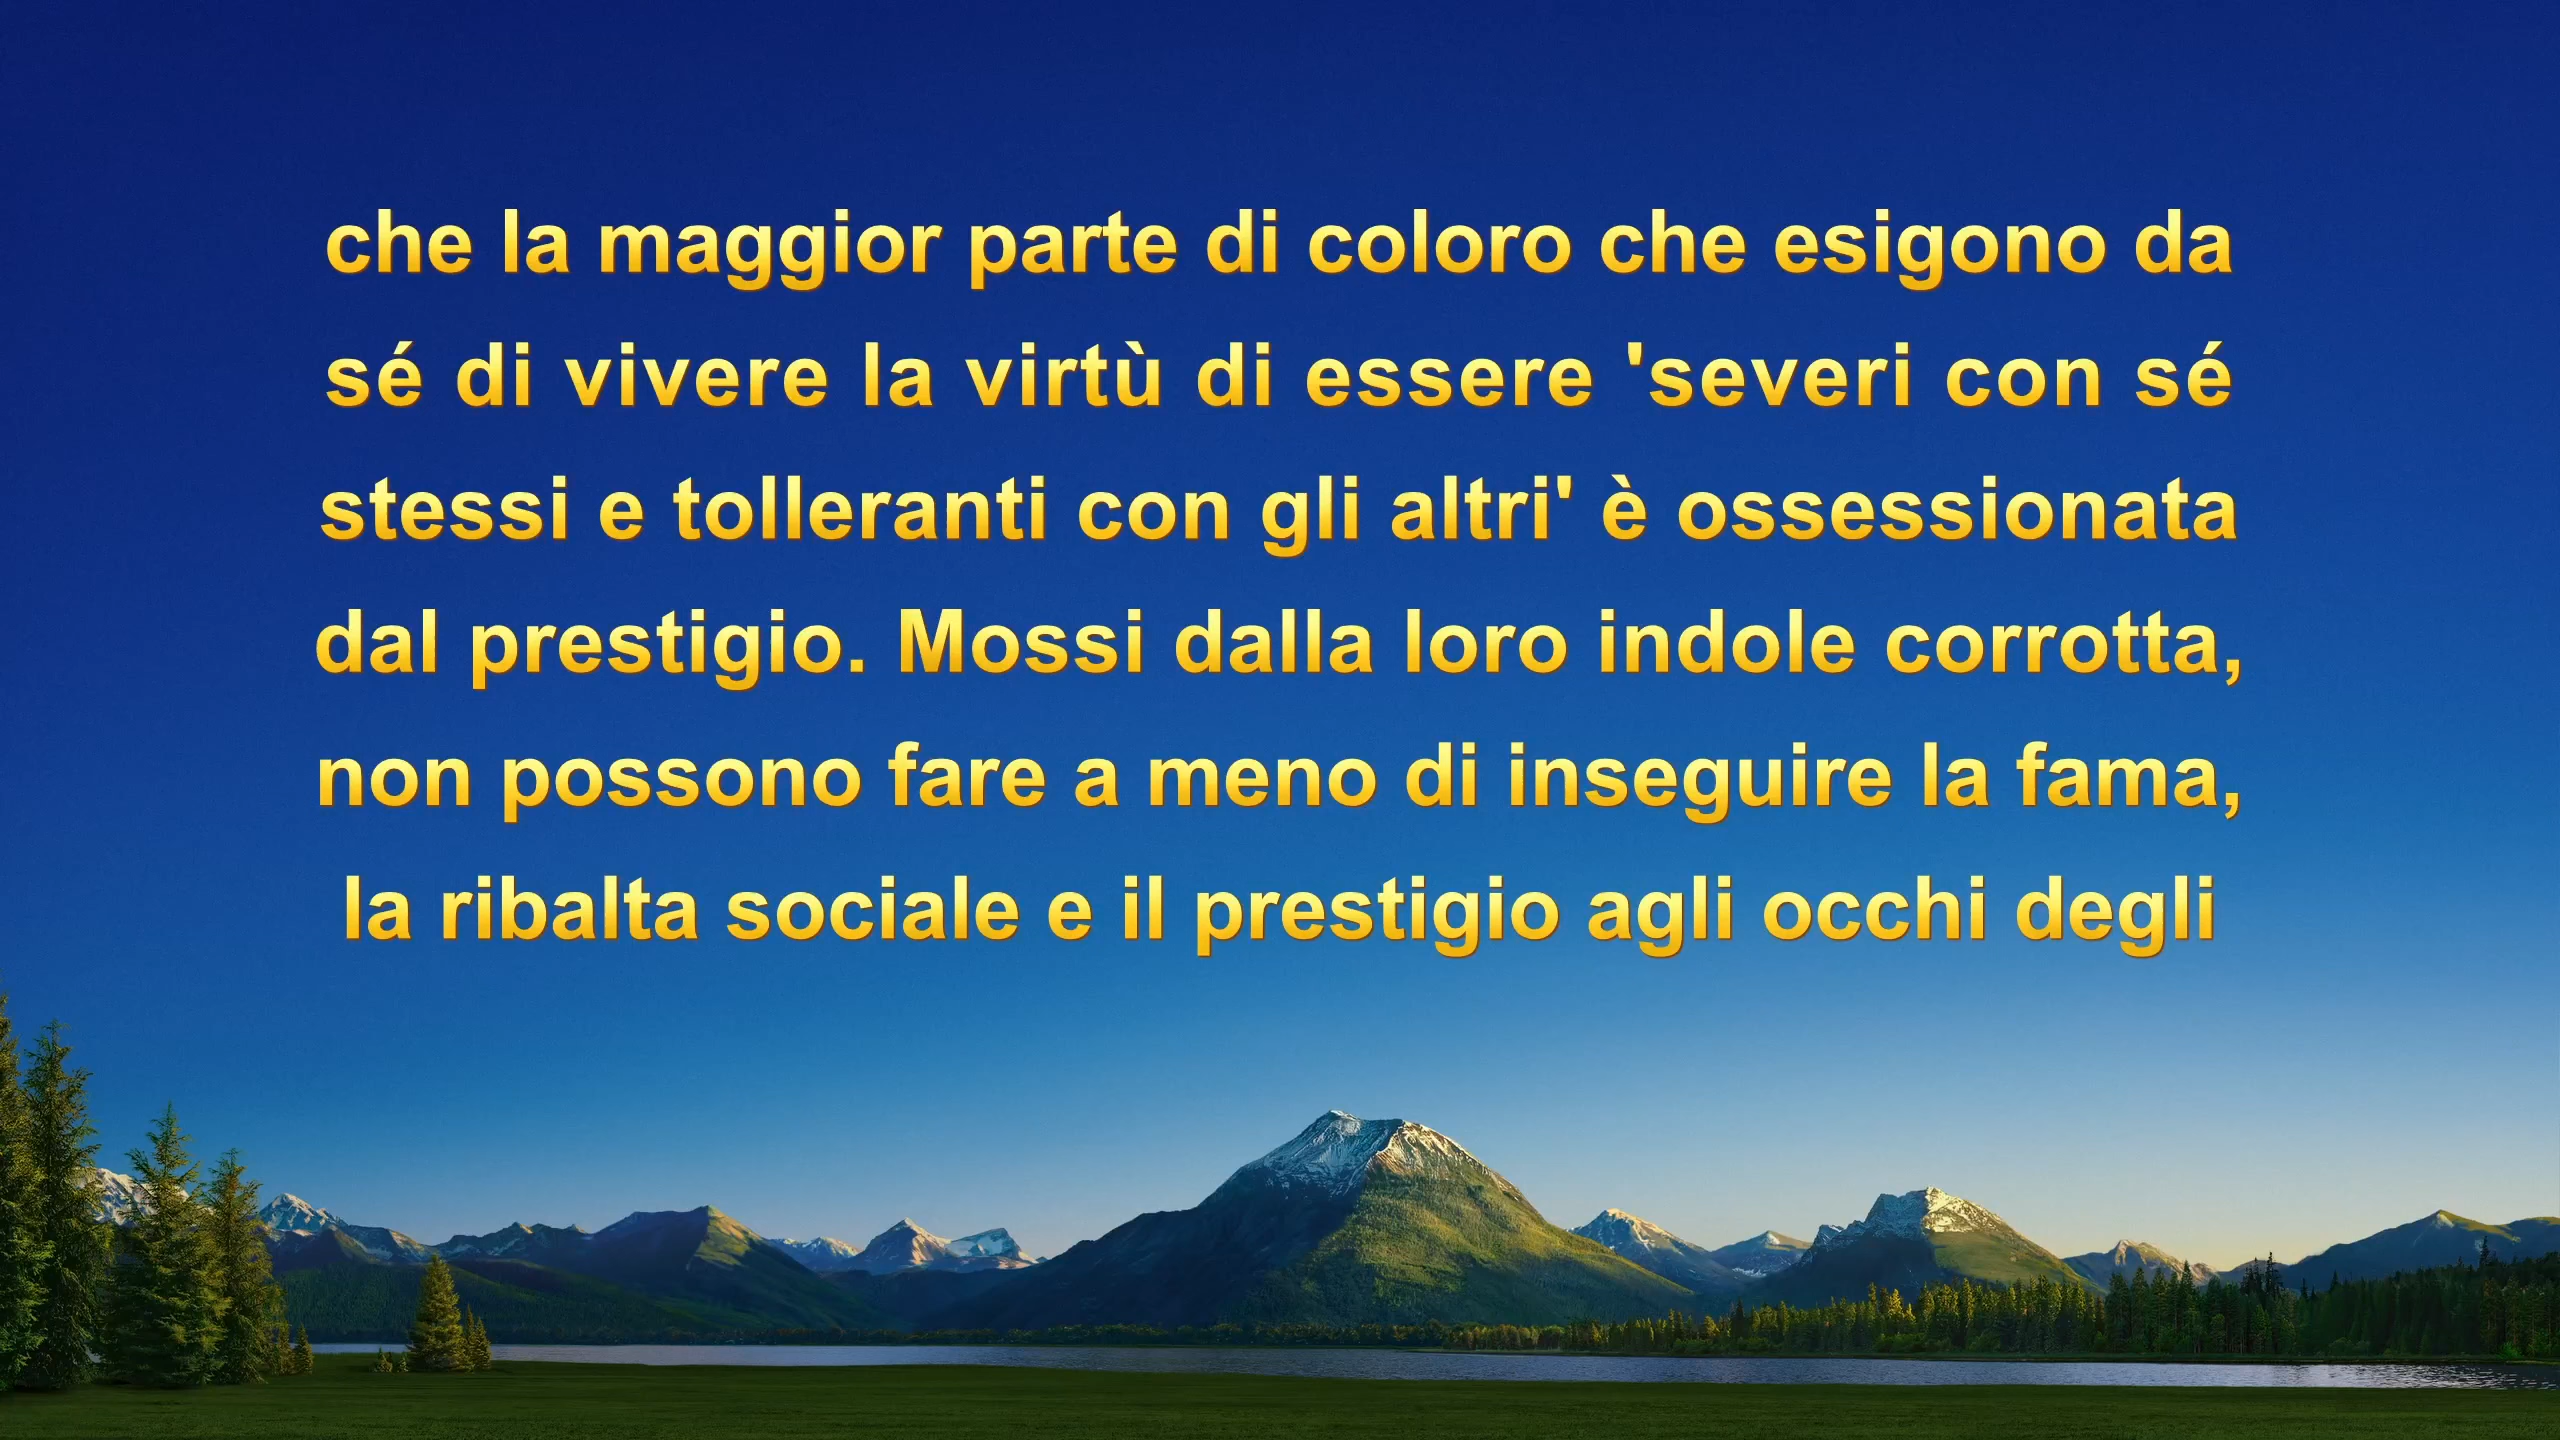 che la maggior parte di coloro che esigono da
sé di vivere la virtù di essere 'severi con sé
stessi e tolleranti con gli altri' è ossessionata
dal prestigio. Mossi dalla loro indole corrotta,
non possono fare a meno di inseguire la fama,
la ribalta sociale e il prestigio agli occhi degli